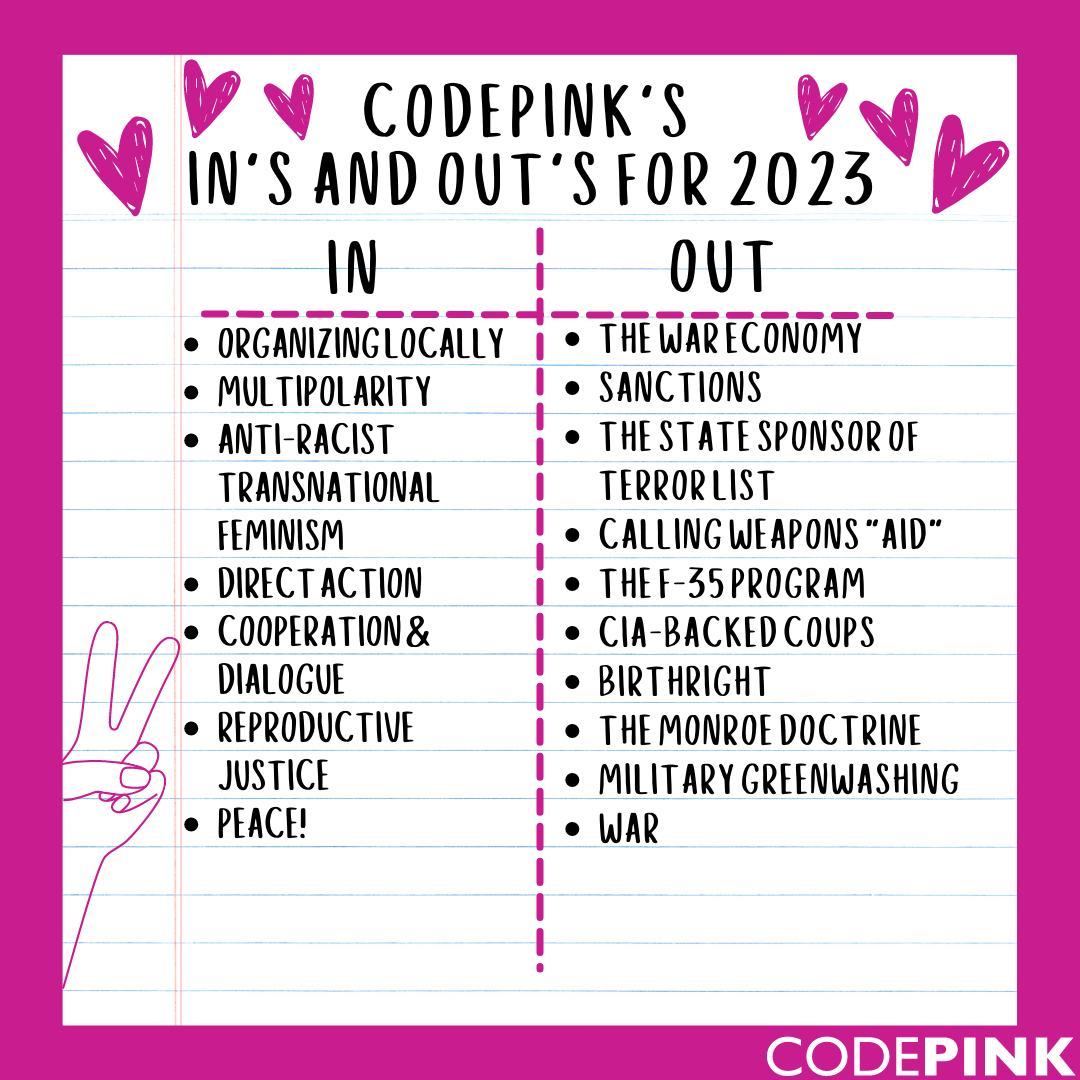 CODEPINK'S
IN'S AND OUT'S FOR 2023
IN
• ORGANIZING LOCALLY
• MULTIPOLARITY
• ANTI-RACIST
TRANSNATIONAL
FEMINISM
• DIRECT ACTION
• COOPERATION &
DIALOGUE
• REPRODUCTIVE
JUSTICE
• PEACE!
OUT
• THE WAR ECONOMY
• SANCTIONS
• THE STATE SPONSOR OF
TERROR LIST
• CALLING WEAPONS "AID"
• THE F-35 PROGRAM
• CIA-BACKED COUPS
• BIRTHRIGHT
• THE MONROE DOCTRINE
• MILITARY GREENWASHING
• WAR
CODEPINK